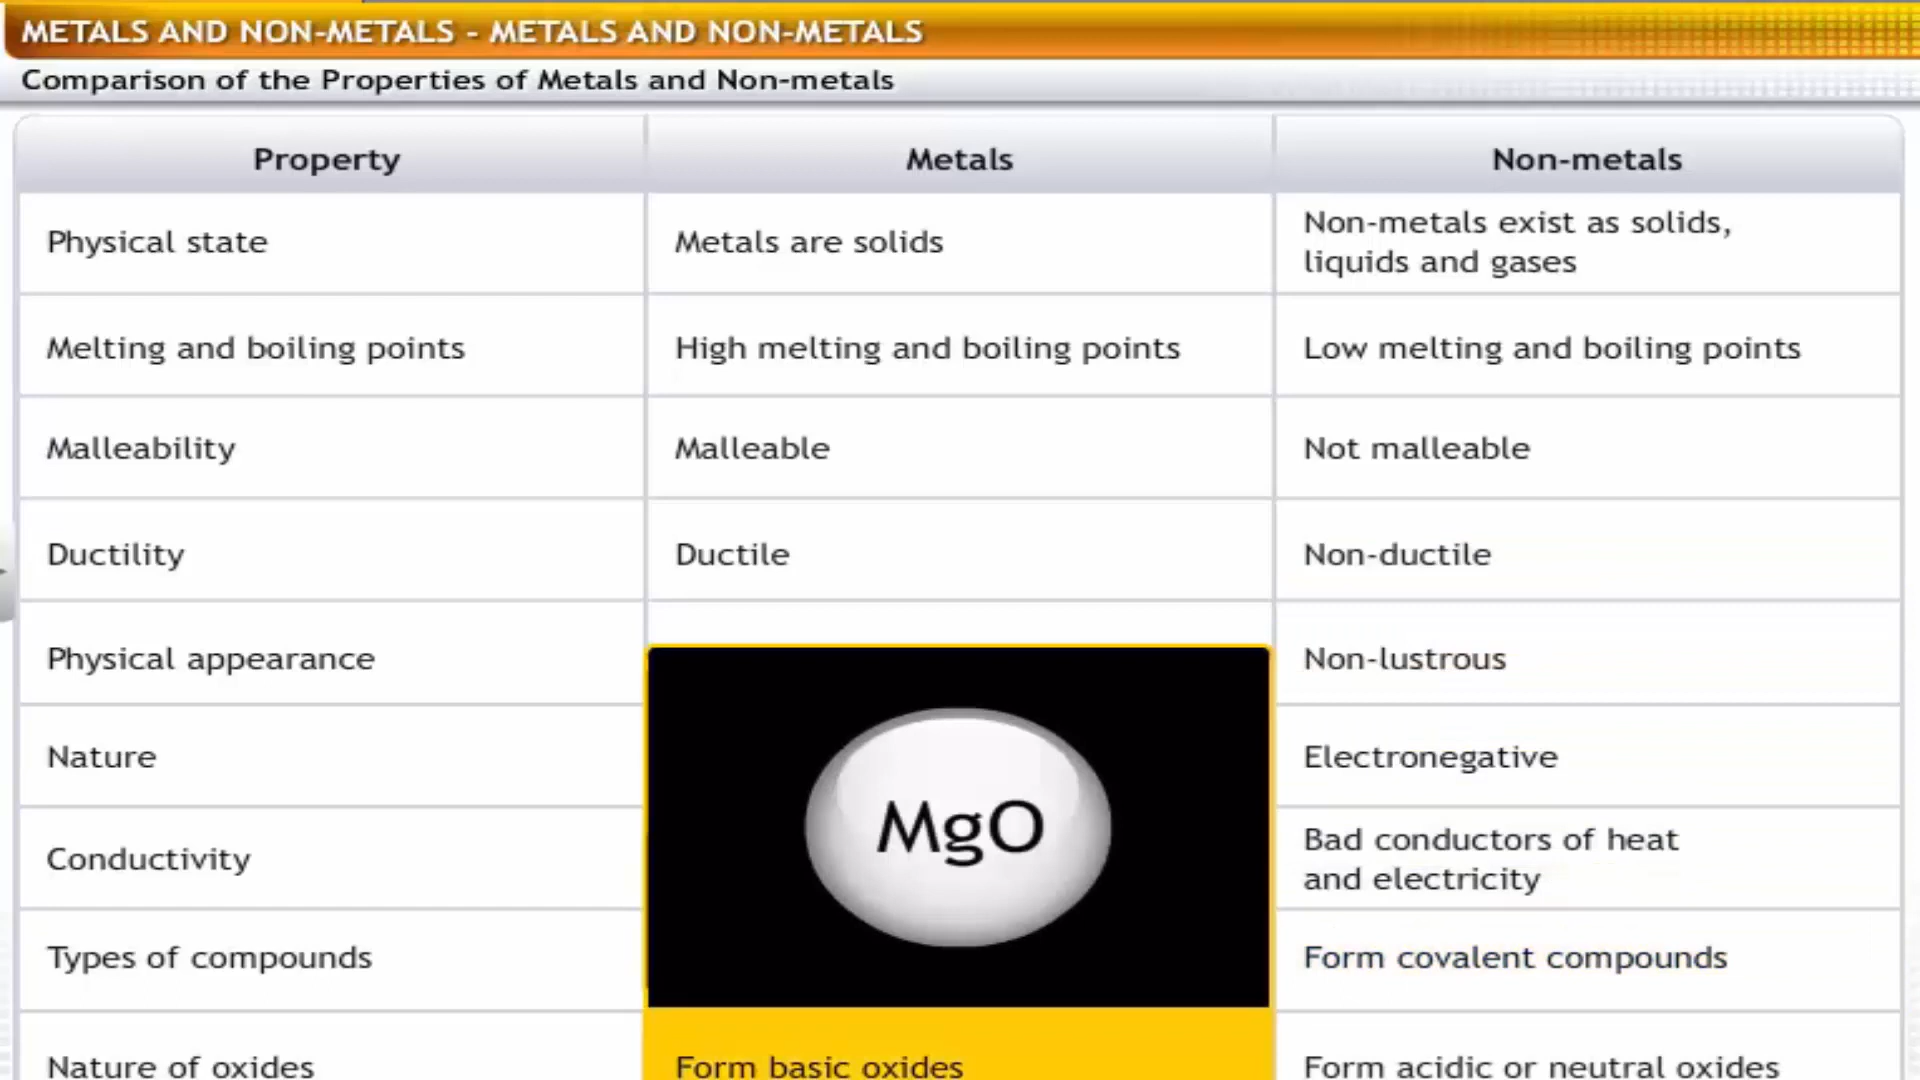 METALS AND NON-METALS - METALS AND NON-METALS
Comparison of the Properties of Metals and Non-metals
Property Metals Non-metals
Physical state Metals are solids Non-metals exist as solids,
liquids and gases
Melting and boiling points High melting and boiling points Low melting and boiling points
Malleability Malleable Not malleable
Ductility Ductile Non-ductile
Physical appearance Non-lustrous
Nature Electronegative
MgO
Conductivity Bad conductors of heat
and electricity
Types of compounds Form covalent compounds
Nature of oxides Form basic oxides Form acidic or neutral oxides